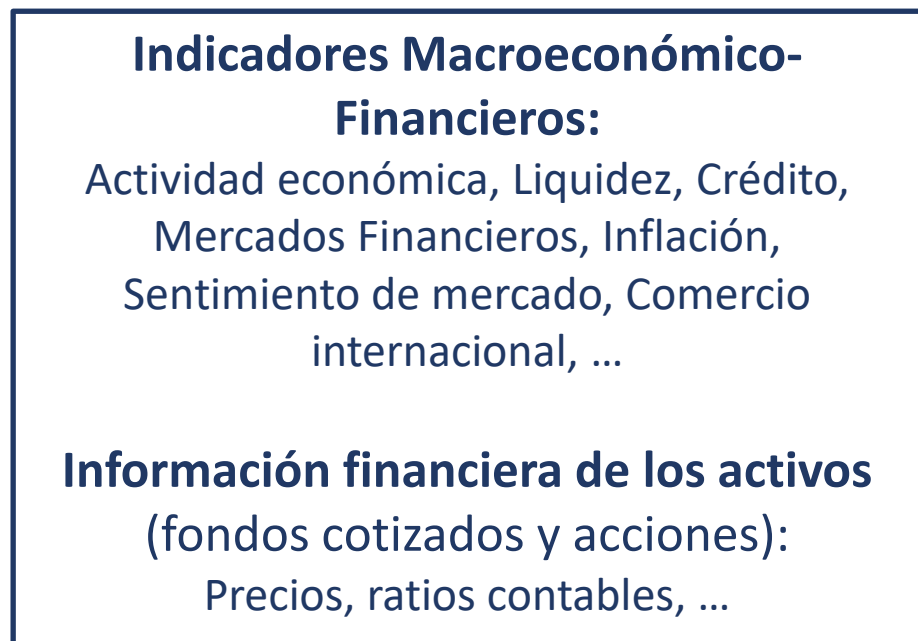 Indicadores Macroeconómico-
Financieros:
Actividad económica, Liquidez, Crédito,
Mercados Financieros, Inflación,
Sentimiento de mercado, Comercio
internacional, …
Información financiera de los activos
(fondos cotizados y acciones):
Precios, ratios contables, …